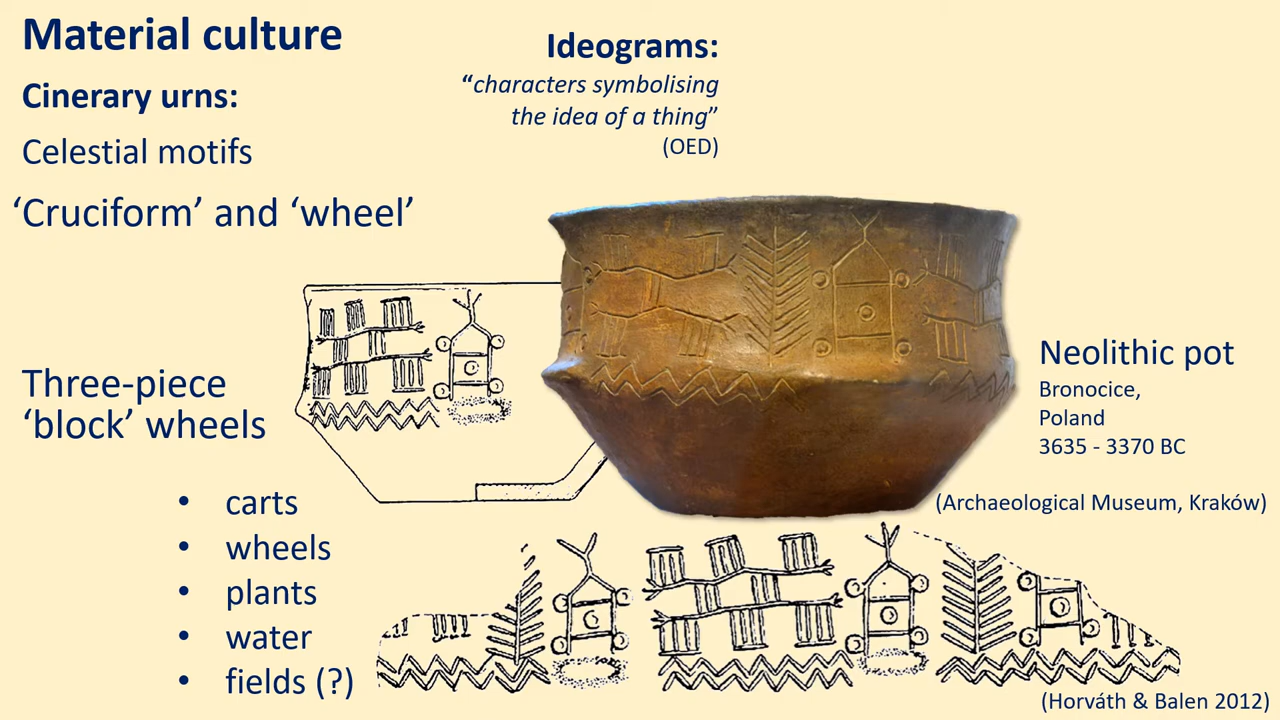 Material culture
Cinerary urns:
Celestial motifs
‘Cruciform’ and ‘wheel’
Ideograms:
“characters symbolising
the idea of a thing”
(OED)
Three-piece
‘block’ wheels
• carts
• wheels
• plants
• water
• fields (?)
Neolithic pot
Bronocice,
Poland
3635 - 3370 BC
(Archaeological Museum, Kraków)
(Horváth & Balen 2012)